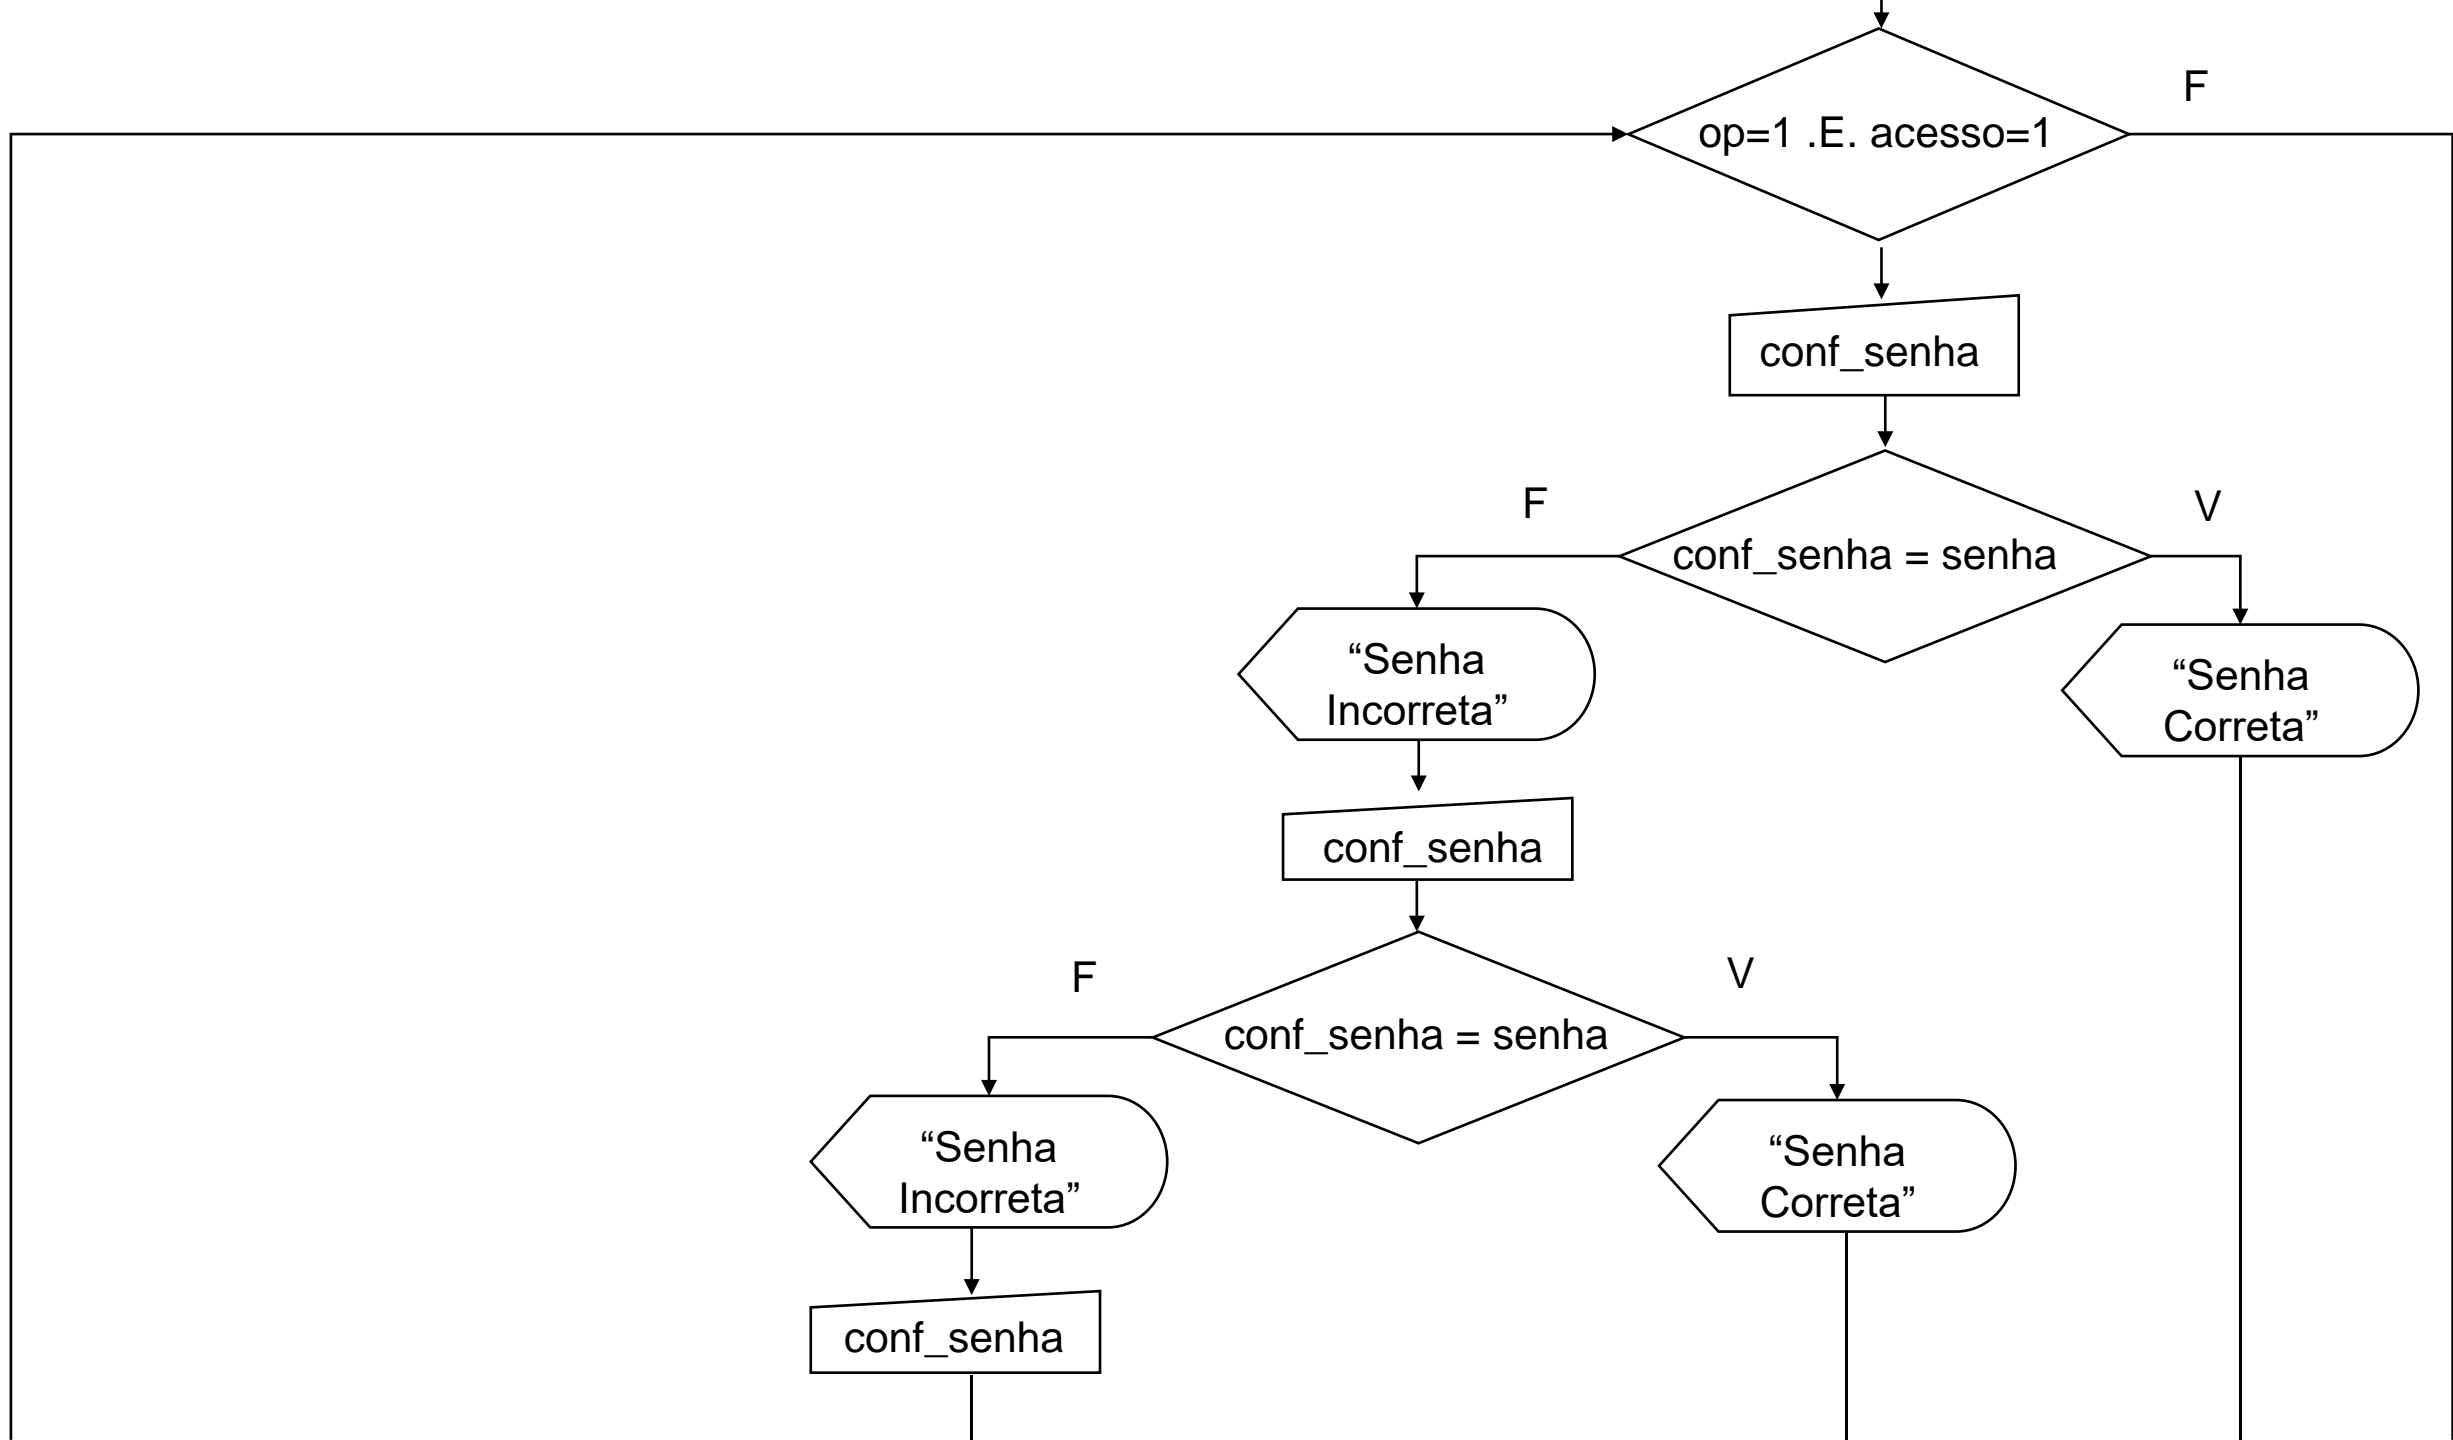 F
op=1 .E. acesso=1
conf_senha
F
V
conf_senha = senha
“Senha
Incorreta”
“Senha
Correta”
conf_senha
F
V
conf_senha = senha
“Senha
Incorreta”
“Senha
Correta”
conf_senha